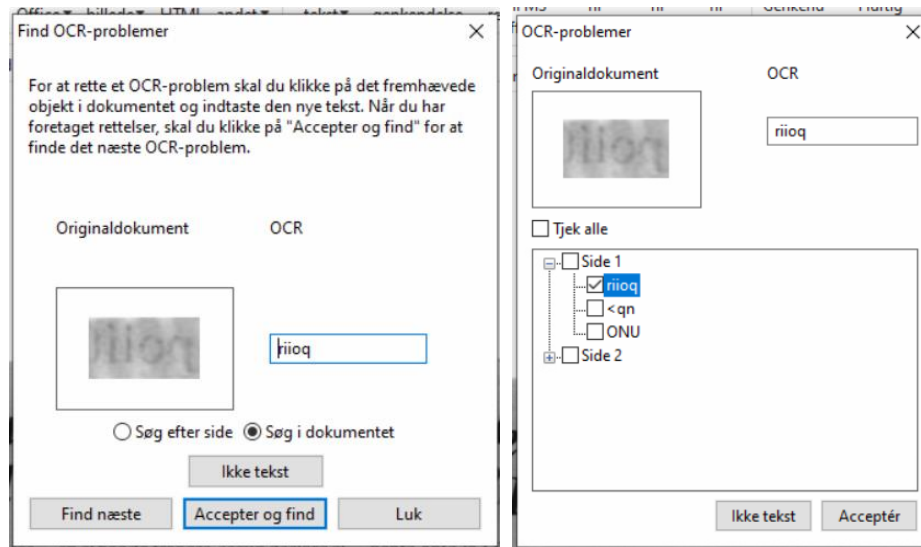 Find OCR-problemer
For at rette et OCR-problem skal du klikke på det fremhævede
objekt i dokumentet og indtaste den nye tekst. Når du har
foretaget rettelser, skal du klikke på "Accepter og find" for at
finde det næste OCR-problem.
Originaldokument OCR
riioq
Søg efter side Søg i dokumentet
Ikke tekst
Find næste Accepter og find Luk
OCR-problemer
Originaldokument OCR
riioq
Tjek alle
Side 1
riioq
<qn
ONU
Side 2
Ikke tekst Acceptér